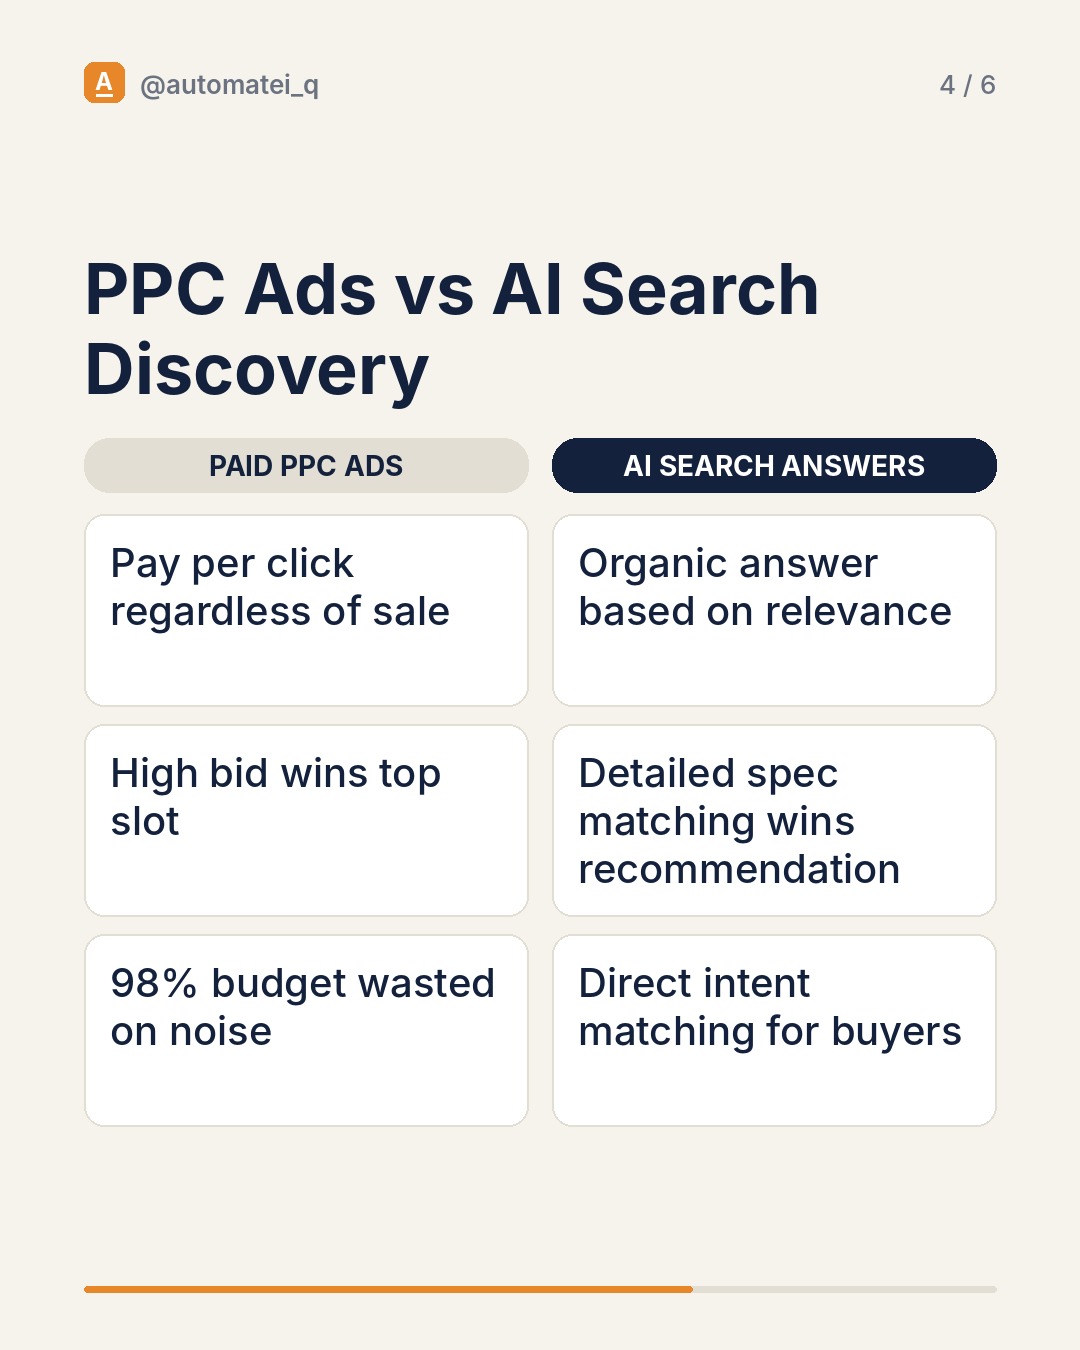 A
@automatei_q
4 / 6
PPC Ads vs AI Search
Discovery
PAID PPC ADS
AI SEARCH ANSWERS
Pay per click
regardless of sale
Organic answer
based on relevance
High bid wins top
slot
Detailed spec
matching wins
recommendation
98% budget wasted
on noise
Direct intent
matching for buyers